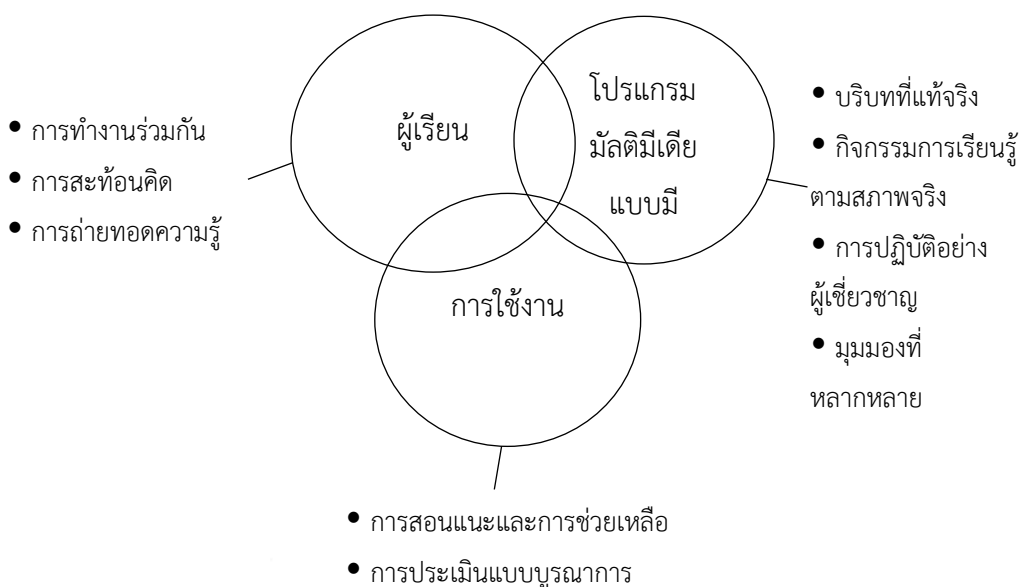 ผู้เรียน
โปรแกรม
มัลติมีเดีย
แบบมี
การใช้งาน
• การทำงานร่วมกัน
• การสะท้อนคิด
• การถ่ายทอดความรู้
• บริบทที่แท้จริง
• กิจกรรมการเรียนรู้
ตามสภาพจริง
• การปฏิบัติอย่าง
ผู้เชี่ยวชาญ
• มุมมองที่
หลากหลาย
• การสอนแนะและการช่วยเหลือ
• การประเมินแบบบูรณาการ